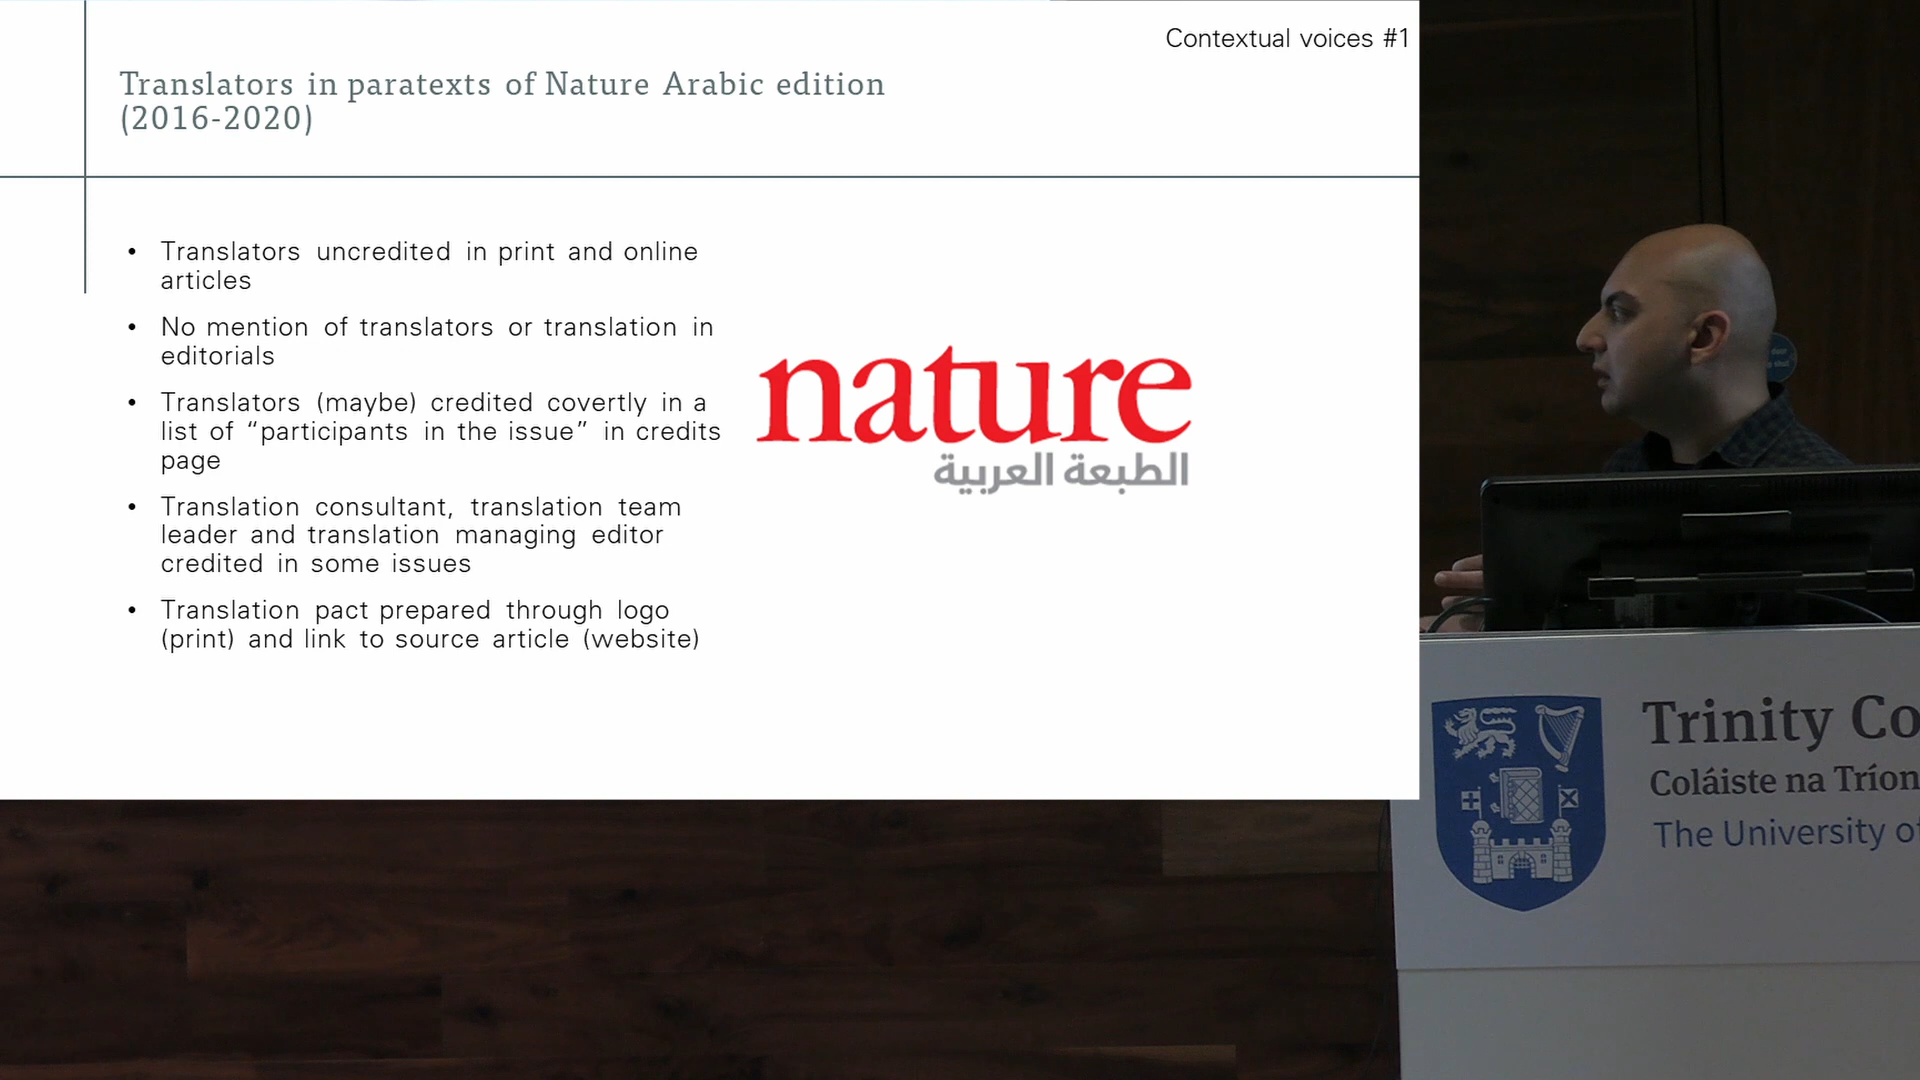 Contextual voices #1
Translators in paratexts of Nature Arabic edition
(2016-2020)
• Translators uncredited in print and online
articles
• No mention of translators or translation in
editorials
• Translators (maybe) credited covertly in a
list of “participants in the issue” in credits
page
• Translation consultant, translation team
leader and translation managing editor
credited in some issues
• Translation pact prepared through logo
(print) and link to source article (website)
nature
الطبعة العربية
Trinity Co
Coláiste na Tríon
The University of